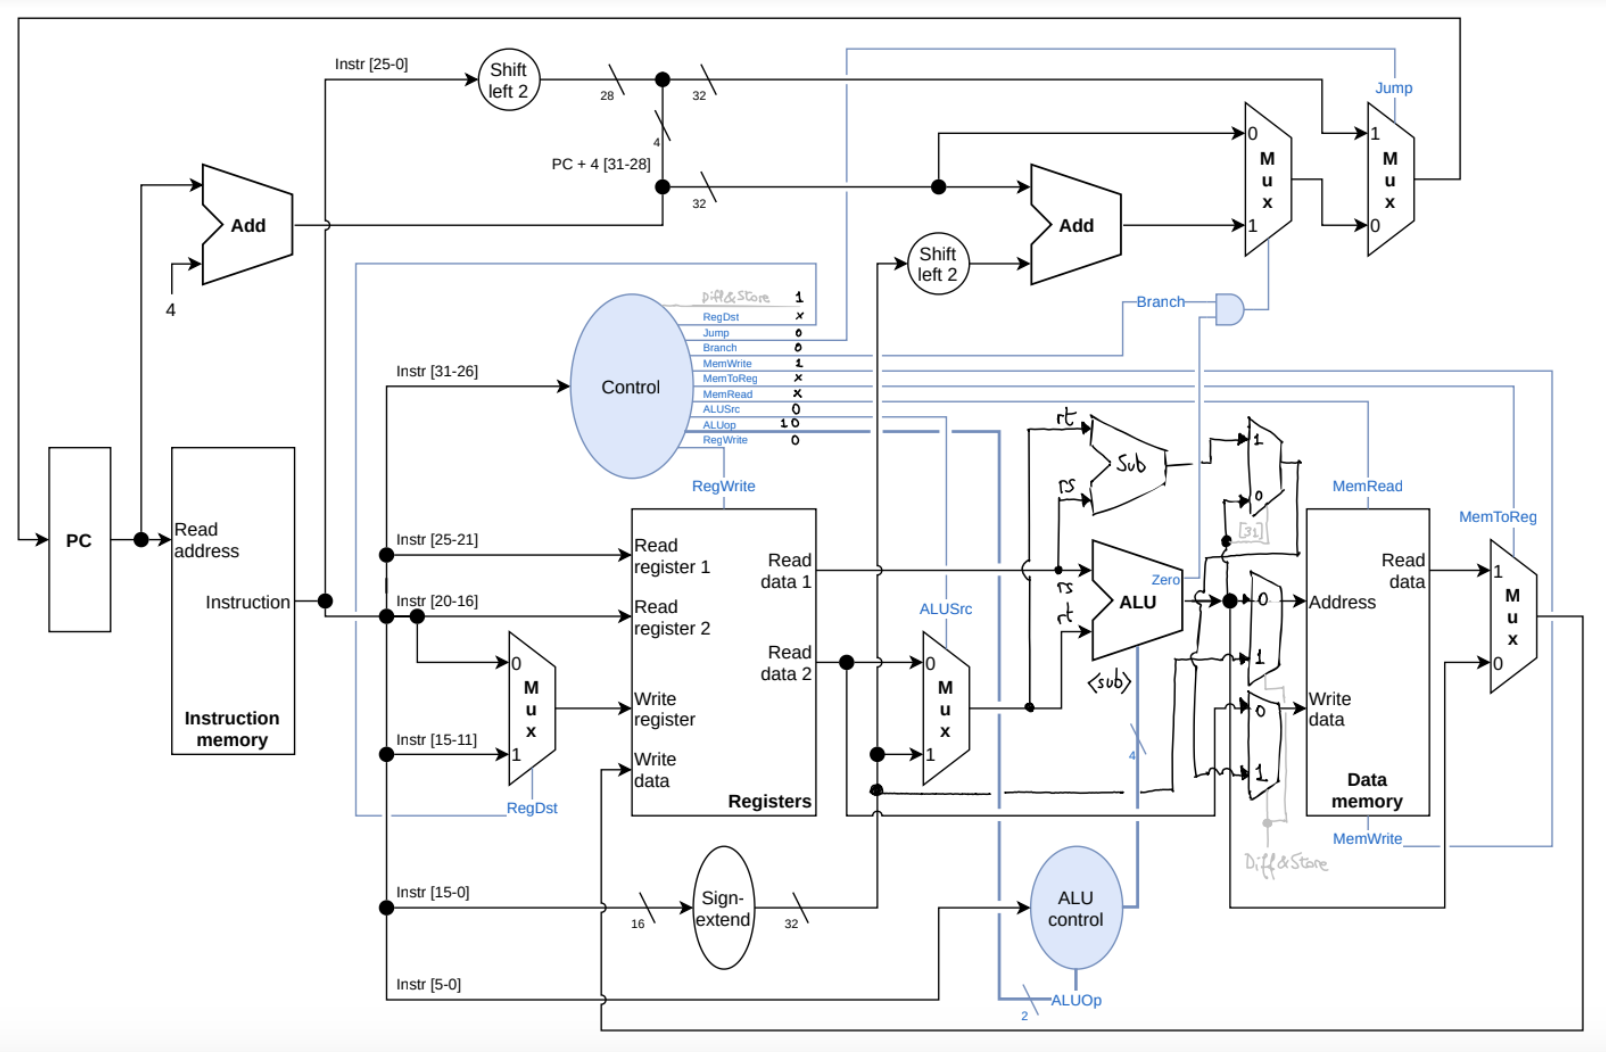 Instr [25-0]
Shift
left 2
28
32
4
PC + 4 [31-28]
32
Add
4
Jump
0
M
u
x
1
1
M
u
x
0
Add
Shift
left 2
Branch
Diff&Store 1
RegDst x
Jump 0
Branch 0
MemWrite 1
MemToReg x
MemRead x
ALUSrc 0
ALUop 10
RegWrite 0
Control
Instr [31-26]
RegWrite
PC
Read
address
Instruction
Instruction
memory
Instr [25-21]
Instr [20-16]
0
M
u
x
1
Instr [15-11]
RegDst
Read
register 1
Read
register 2
Write
register
Write
data
Read
data 1
Read
data 2
Registers
ALUSrc
0
M
u
x
1
rt
rs
Sub
rs
rt
Zero
ALU
<sub>
4
1
0
[31]
0
1
0
1
Diff&Store
MemRead
Address
Read
data
Write
data
Data
memory
MemWrite
MemToReg
1
M
u
x
0
Instr [15-0]
16
Sign-
extend
32
ALU
control
Instr [5-0]
2
ALUOp